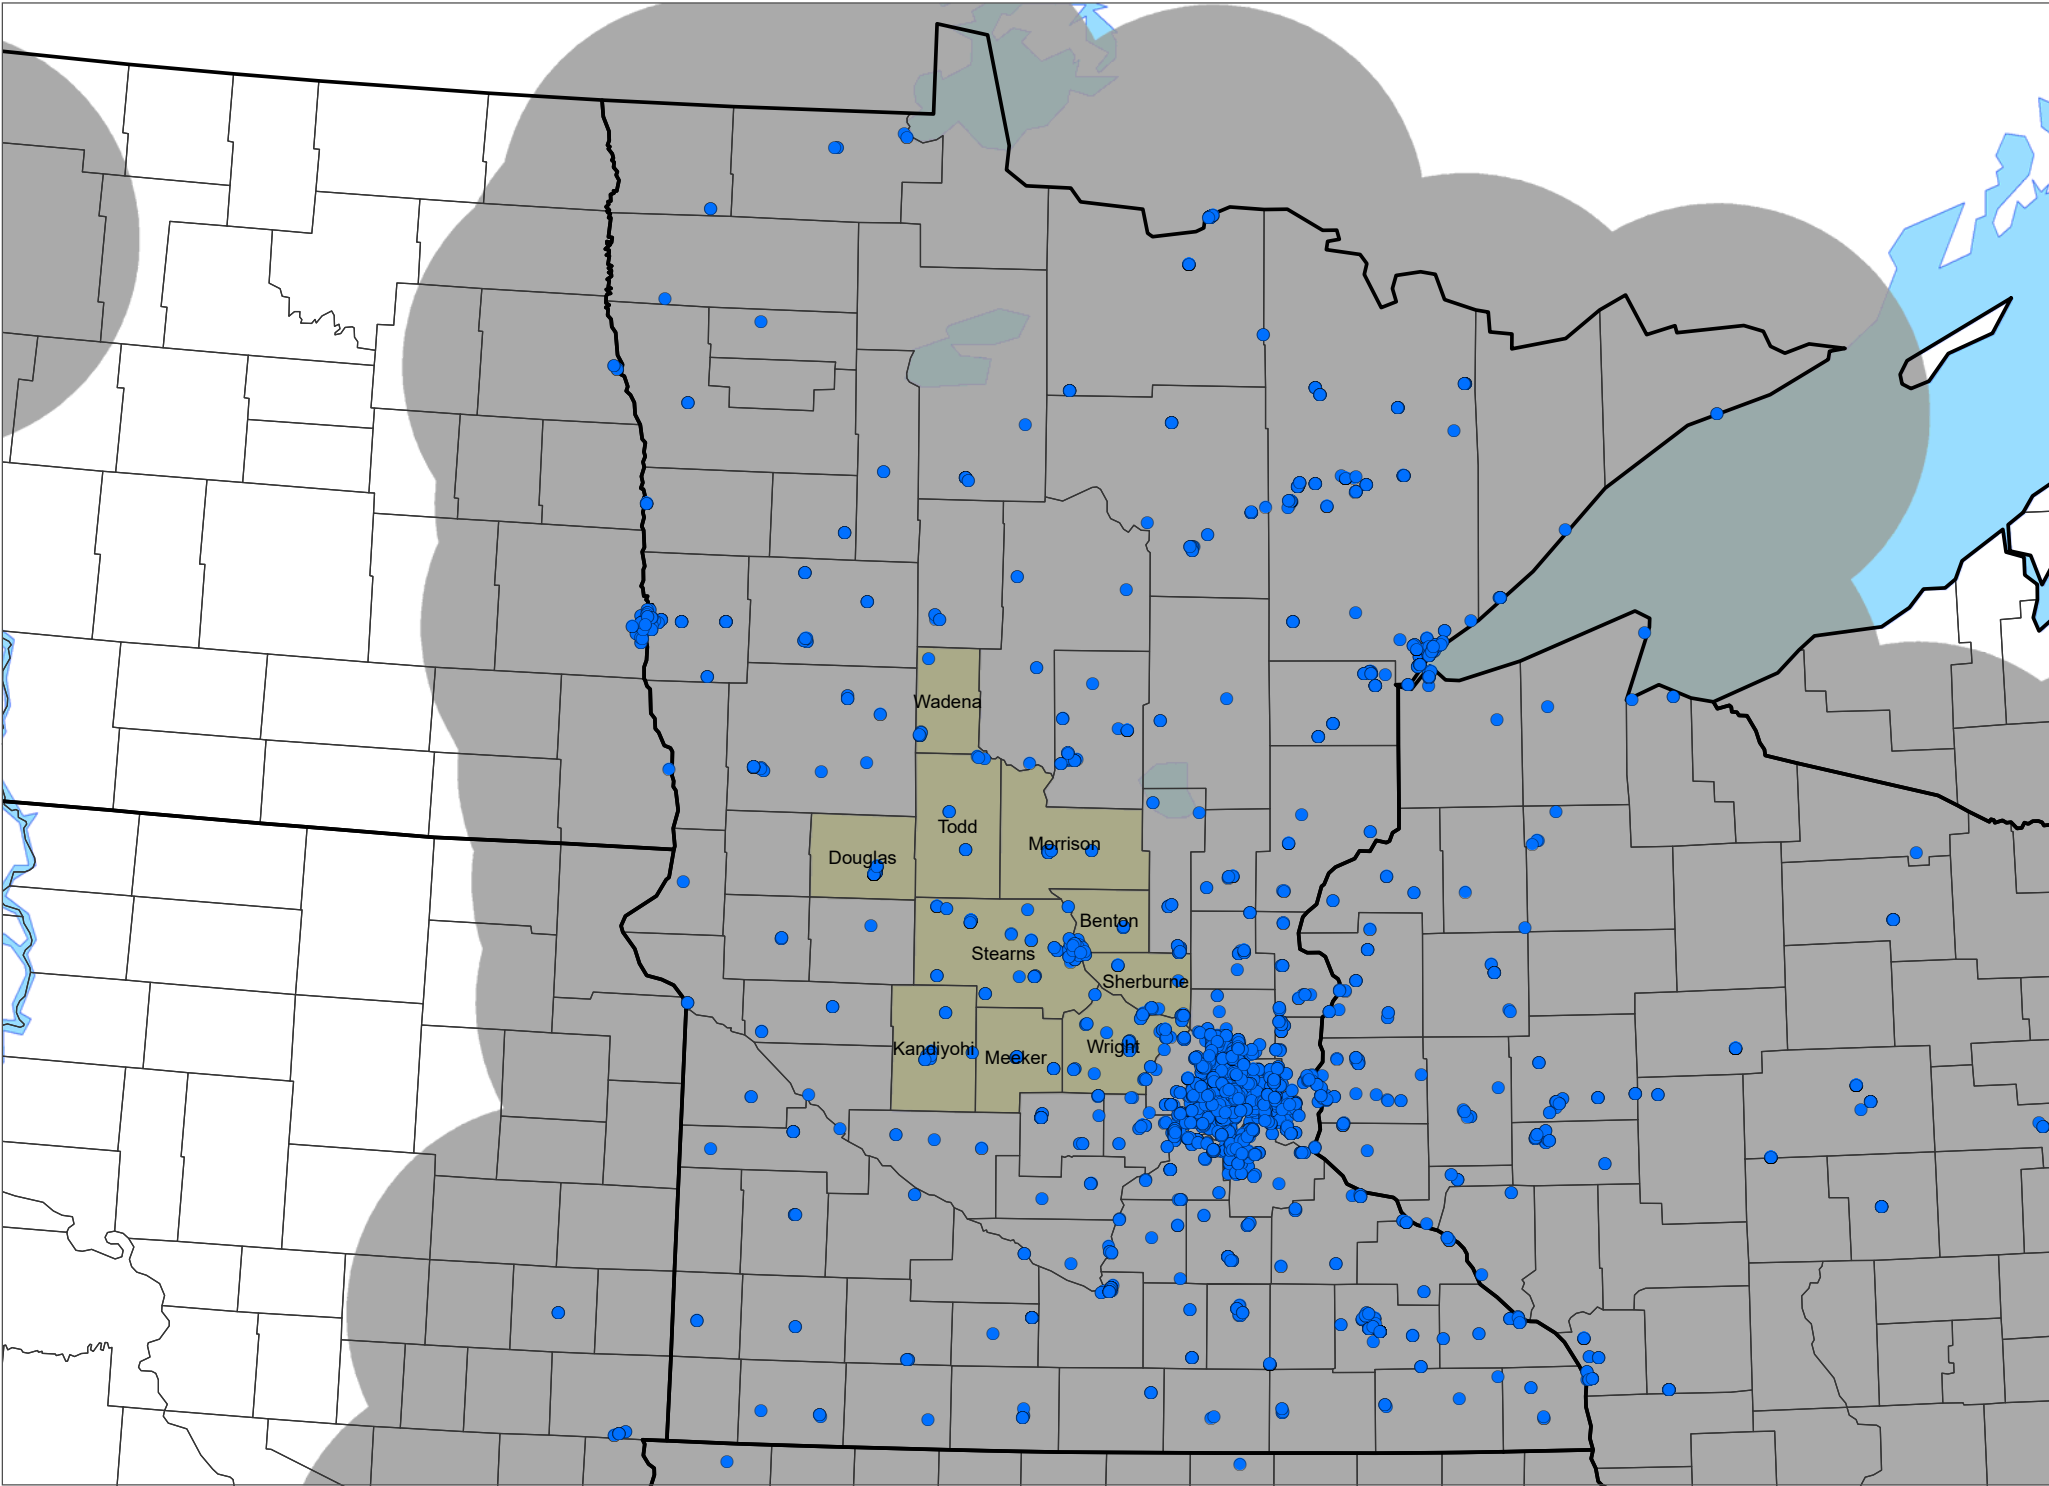 Wadena
Todd
Morrison
Douglas
Benton
Stearns
Sherburne
Kandiyohi
Meeker
Wright